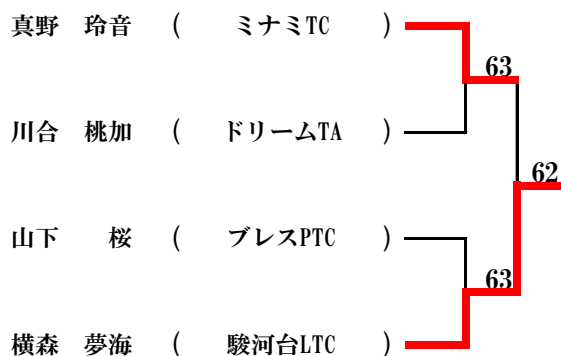 真野 玲音 ( ミナミTC )
63
川合 桃加 ( ドリームTA )
62
山下 桜 ( ブレスPTC )
63
横森 夢海 ( 駿河台LTC )